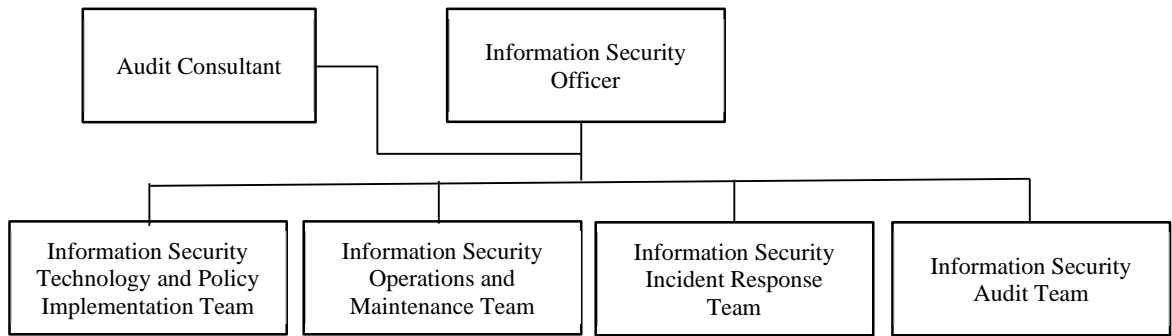 Audit Consultant
Information Security
Officer
Information Security
Technology and Policy
Implementation Team
Information Security
Operations and
Maintenance Team
Information Security
Incident Response
Team
Information Security
Audit Team